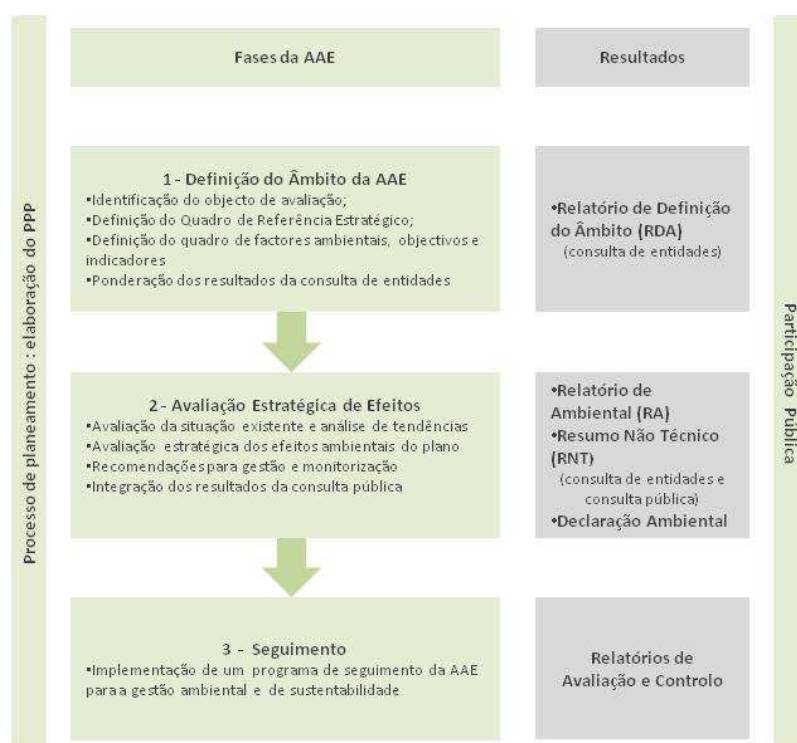 Fases da AAE
Resultados
Processo de planeamento : elaboração do PPP
1 - Definição do Âmbito da AAE
▪Identificação do objecto de avaliação;
▪Definição do Quadro de Referência Estratégico;
▪Definição do quadro de factores ambientais, objectivos e
indicadores
▪Ponderação dos resultados da consulta de entidades
•Relatório de Definição
do Âmbito (RDA)
(consulta de entidades)
2 - Avaliação Estratégica de Efeitos
▪Avaliação da situação existente e análise de tendências
▪Avaliação estratégica dos efeitos ambientais do plano
▪Recomendações para gestão e monitorização
▪Integração dos resultados da consulta pública
•Relatório de
Ambiental (RA)
•Resumo Não Técnico
(RNT)
(consulta de entidades e
consulta pública)
•Declaração Ambiental
3 - Seguimento
▪Implementação de um programa de seguimento da AAE
para a gestão ambiental e de sustentabilidade
Relatórios de
Avaliação e Controlo
Participação Pública